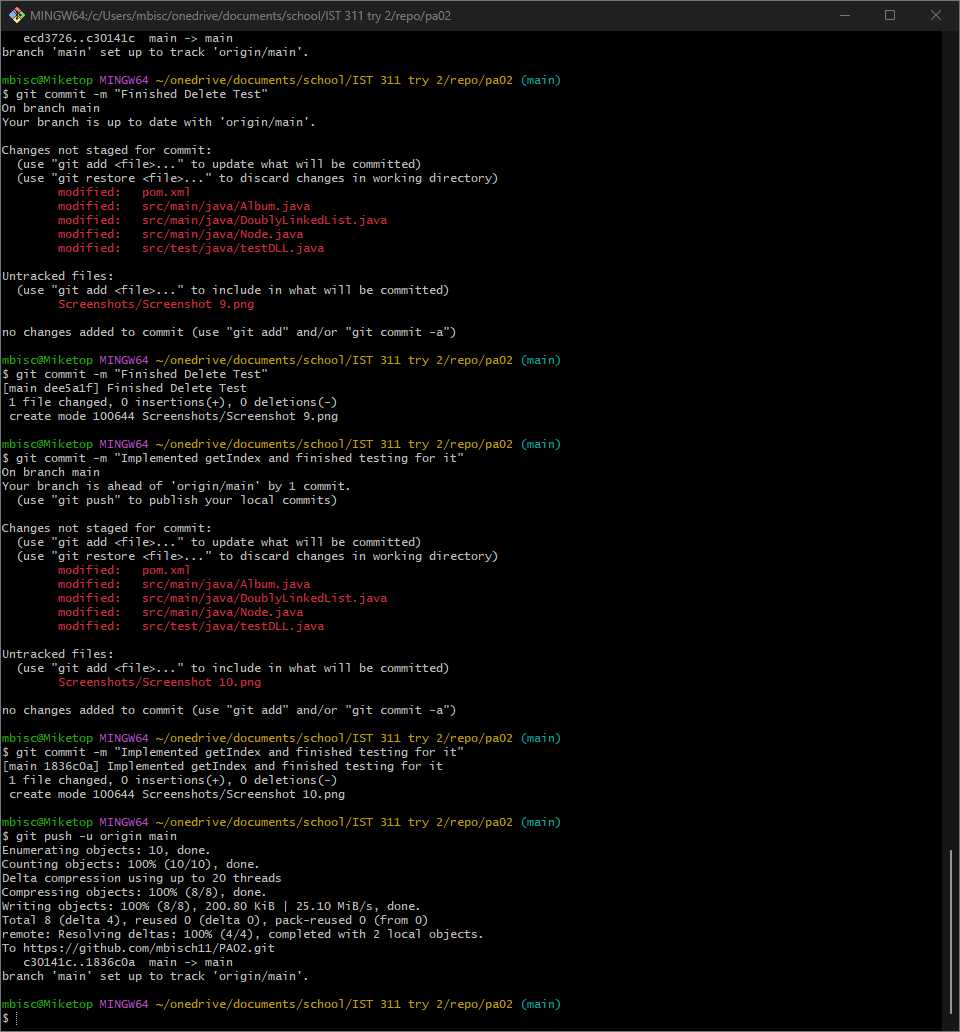 MINGW64:/c/Users/mbisc/onedrive/documents/school/IST 311 try 2/repo/pa02
   ecd3726..c30141c  main -> main
branch 'main' set up to track 'origin/main'.
mbisc@Miketop MINGW64 ~/onedrive/documents/school/IST 311 try 2/repo/pa02 (main)
$ git commit -m "Finished Delete Test"
On branch main
Your branch is up to date with 'origin/main'.
Changes not staged for commit:
  (use "git add <file>..." to update what will be committed)
  (use "git restore <file>..." to discard changes in working directory)
        modified:   pom.xml
        modified:   src/main/java/Album.java
        modified:   src/main/java/DoublyLinkedList.java
        modified:   src/main/java/Node.java
        modified:   src/test/java/testDLL.java
Untracked files:
  (use "git add <file>..." to include in what will be committed)
        Screenshots/Screenshot 9.png
no changes added to commit (use "git add" and/or "git commit -a")
mbisc@Miketop MINGW64 ~/onedrive/documents/school/IST 311 try 2/repo/pa02 (main)
$ git commit -m "Finished Delete Test"
[main dee5a1f] Finished Delete Test
 1 file changed, 0 insertions(+), 0 deletions(-)
 create mode 100644 Screenshots/Screenshot 9.png
mbisc@Miketop MINGW64 ~/onedrive/documents/school/IST 311 try 2/repo/pa02 (main)
$ git commit -m "Implemented getIndex and finished testing for it"
On branch main
Your branch is ahead of 'origin/main' by 1 commit.
  (use "git push" to publish your local commits)
Changes not staged for commit:
  (use "git add <file>..." to update what will be committed)
  (use "git restore <file>..." to discard changes in working directory)
        modified:   pom.xml
        modified:   src/main/java/Album.java
        modified:   src/main/java/DoublyLinkedList.java
        modified:   src/main/java/Node.java
        modified:   src/test/java/testDLL.java
Untracked files:
  (use "git add <file>..." to include in what will be committed)
        Screenshots/Screenshot 10.png
no changes added to commit (use "git add" and/or "git commit -a")
mbisc@Miketop MINGW64 ~/onedrive/documents/school/IST 311 try 2/repo/pa02 (main)
$ git commit -m "Implemented getIndex and finished testing for it"
[main 1836c0a] Implemented getIndex and finished testing for it
 1 file changed, 0 insertions(+), 0 deletions(-)
 create mode 100644 Screenshots/Screenshot 10.png
mbisc@Miketop MINGW64 ~/onedrive/documents/school/IST 311 try 2/repo/pa02 (main)
$ git push -u origin main
Enumerating objects: 10, done.
Counting objects: 100% (10/10), done.
Delta compression using up to 20 threads
Compressing objects: 100% (8/8), done.
Writing objects: 100% (8/8), 200.80 KiB | 25.10 MiB/s, done.
Total 8 (delta 4), reused 0 (delta 0), pack-reused 0 (from 0)
remote: Resolving deltas: 100% (4/4), completed with 2 local objects.
To https://github.com/mbisch11/PA02.git
   c30141c..1836c0a  main -> main
branch 'main' set up to track 'origin/main'.
mbisc@Miketop MINGW64 ~/onedrive/documents/school/IST 311 try 2/repo/pa02 (main)
$